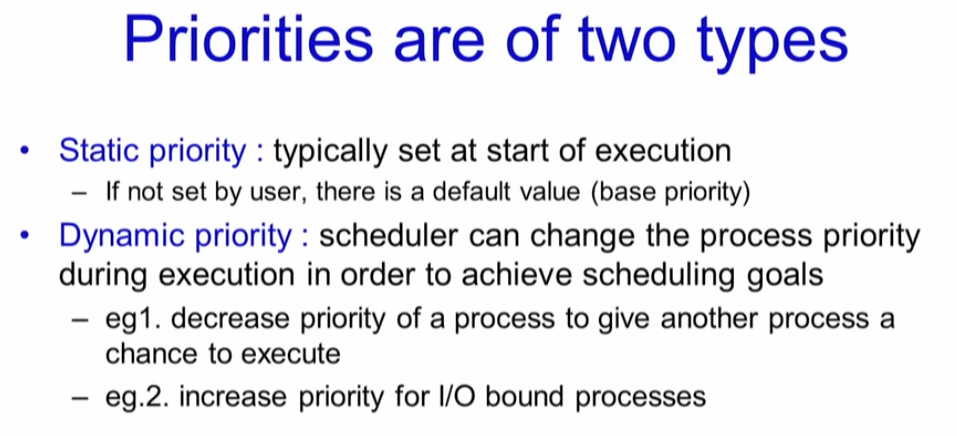 Priorities are of two types
• Static priority : typically set at start of execution
– If not set by user, there is a default value (base priority)
• Dynamic priority : scheduler can change the process priority
during execution in order to achieve scheduling goals
– eg1. decrease priority of a process to give another process a
chance to execute
– eg.2. increase priority for I/O bound processes